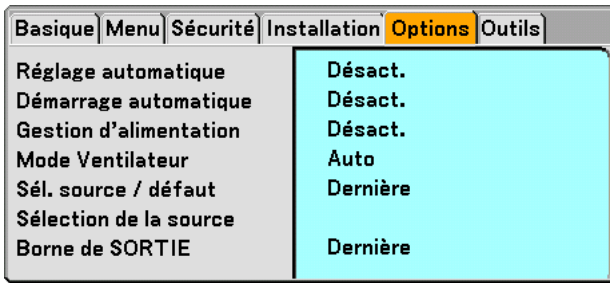 Basique Menu Sécurité Installation Options Outils
Réglage automatique Désact.
Démarrage automatique Désact.
Gestion d'alimentation Désact.
Mode Ventilateur Auto
Sél. source / défaut Dernière
Sélection de la source
Borne de SORTIE Dernière